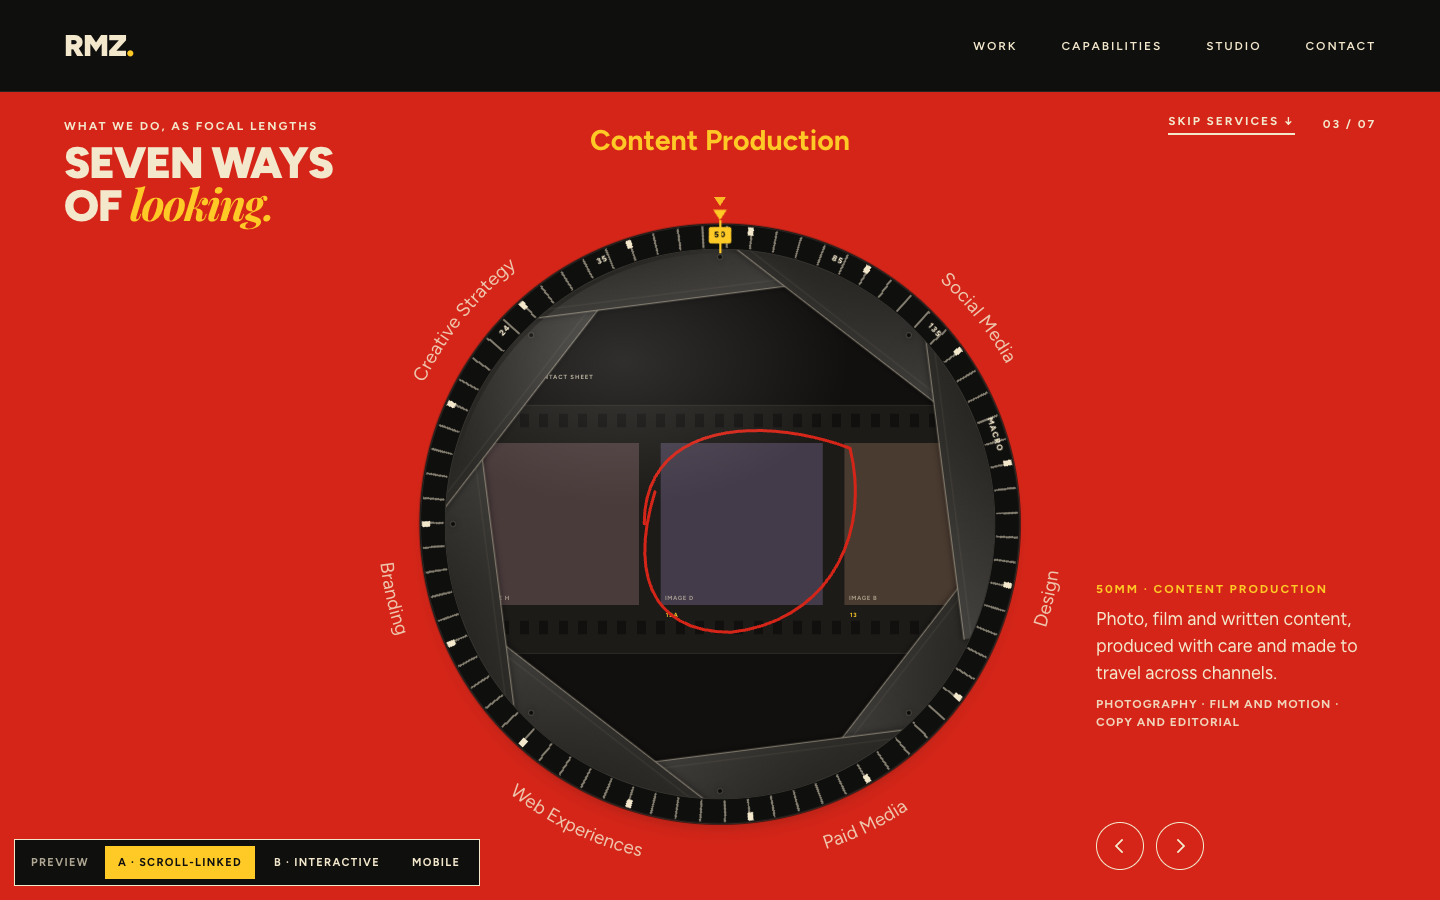 RMZ.
WORK
CAPABILITIES
STUDIO
CONTACT
WHAT WE DO, AS FOCAL LENGTHS
SEVEN WAYS
OF looking.
Content Production
SKIP SERVICES ↓
03 / 07
50
35
85
24
135
MACRO
Creative Strategy
Social Media
TACT SHEET
Branding
Design
H
IMAGE D
IMAGE B
13
50MM · CONTENT PRODUCTION
Photo, film and written content,
produced with care and made to
travel across channels.
PHOTOGRAPHY · FILM AND MOTION ·
COPY AND EDITORIAL
Web Experiences
Paid Media
PREVIEW
A · SCROLL-LINKED
B · INTERACTIVE
MOBILE